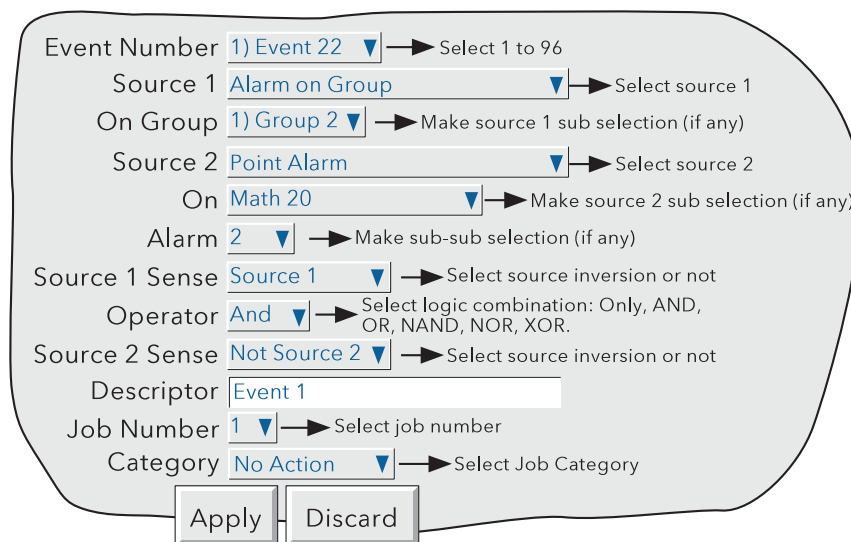 Event Number 1) Event 22 Select 1 to 96
Source 1 Alarm on Group Select source 1
On Group 1) Group 2 Make source 1 sub selection (if any)
Source 2 Point Alarm Select source 2
On Math 20 Make source 2 sub selection (if any)
Alarm 2 Make sub-sub selection (if any)
Source 1 Sense Source 1 Select source inversion or not
Operator And Select logic combination: Only, AND,
OR, NAND, NOR, XOR.
Source 2 Sense Not Source 2 Select source inversion or not
Descriptor Event 1
Job Number 1 Select job number
Category No Action Select Job Category
Apply Discard